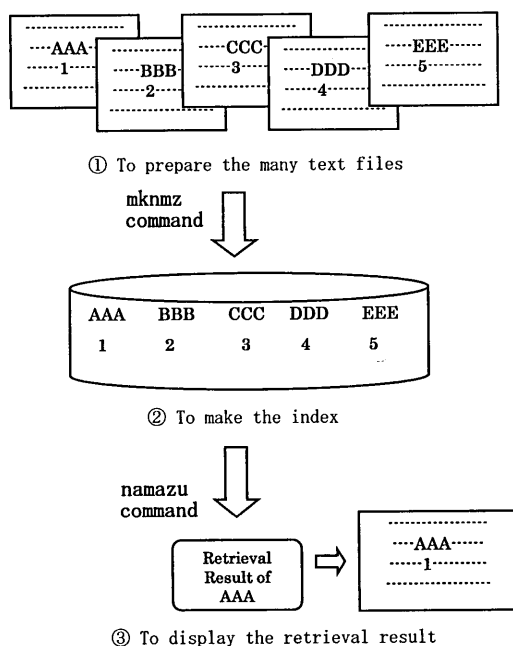 AAA
1
BBB
2
CCC
3
DDD
4
EEE
5
① To prepare the many text files
mknmz
command
AAA BBB CCC DDD EEE
1 2 3 4 5
② To make the index
namazu
command
Retrieval
Result of
AAA
AAA
1
③ To display the retrieval result